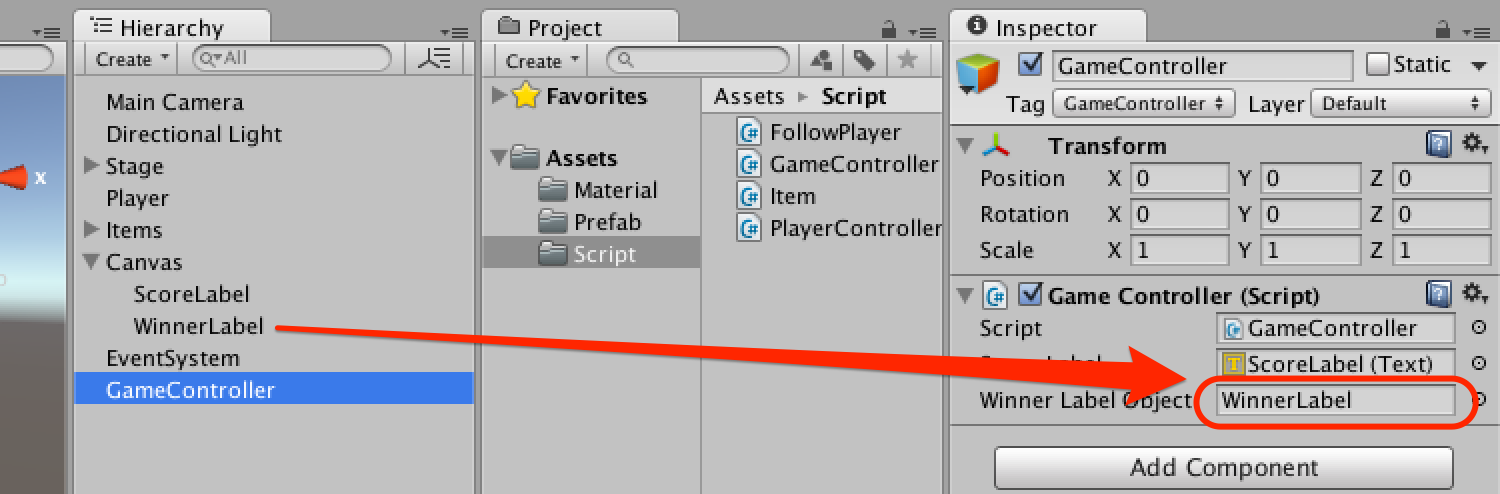 Hierarchy
Create
All
Main Camera
Directional Light
Stage
Player
Items
Canvas
ScoreLabel
WinnerLabel
EventSystem
GameController
x
Project
Create
Favorites
Assets
Material
Prefab
Script
Assets ▸ Script
FollowPlayer
GameController
Item
PlayerController
Inspector
GameController Static
Tag GameController Layer Default
Transform
Position X 0 Y 0 Z 0
Rotation X 0 Y 0 Z 0
Scale X 1 Y 1 Z 1
Game Controller (Script)
Script GameController
ScoreLabel (Text)
Winner Label Object WinnerLabel
Add Component